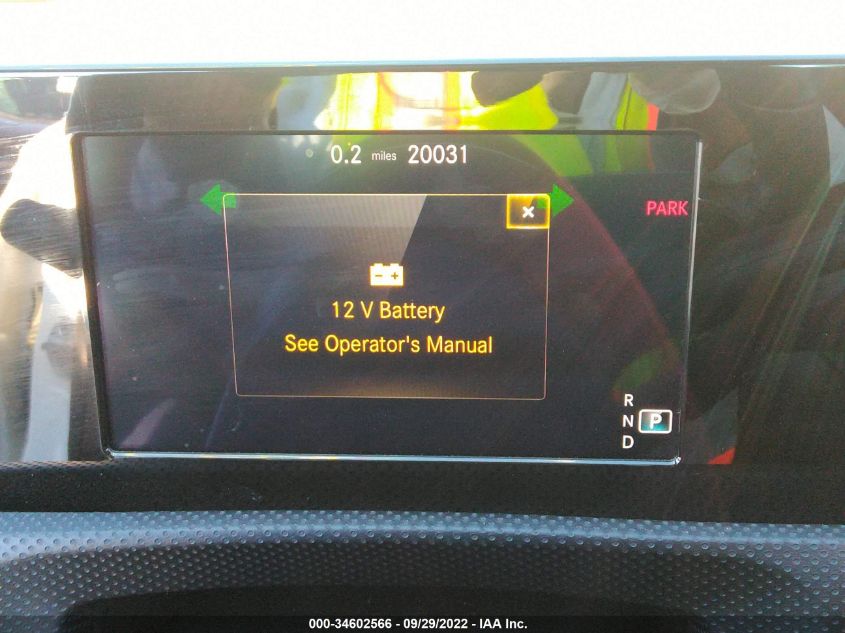 0.2 miles 20031
PARK
12 V Battery
See Operator's Manual
R
N P
D
000-34602566 - 09/29/2022 - IAA Inc.